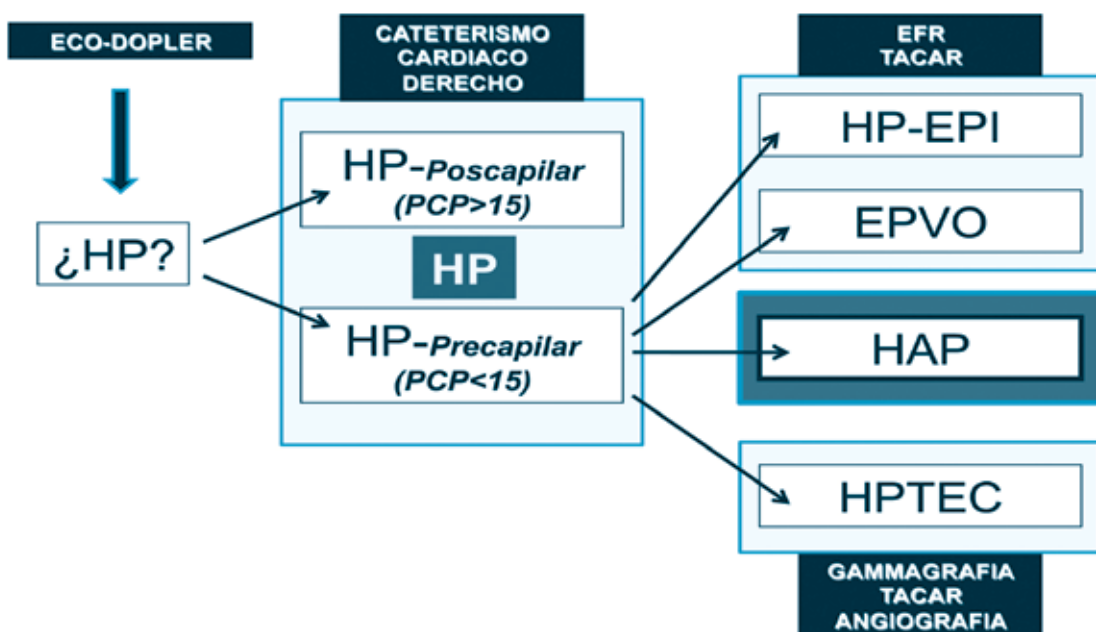 ECO-DOPLER
¿HP?
CATETERISMO
CARDIACO
DERECHO
HP-Poscapilar
(PCP>15)
HP
HP-Precapilar
(PCP<15)
EFR
TACAR
HP-EPI
EPVO
HAP
HPTEC
GAMMAGRAFIA
TACAR
ANGIOGRAFIA